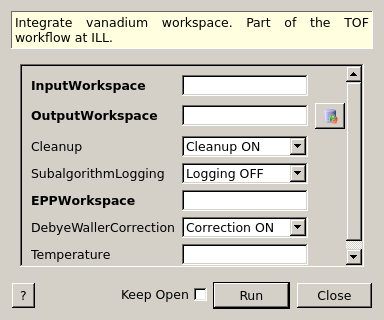 Integrate vanadium workspace. Part of the TOF
workflow at ILL.
InputWorkspace
OutputWorkspace
Cleanup Cleanup ON
SubalgorithmLogging Logging OFF
EPPWorkspace
DebyeWallerCorrection Correction ON
Temperature
? Keep Open Run Close